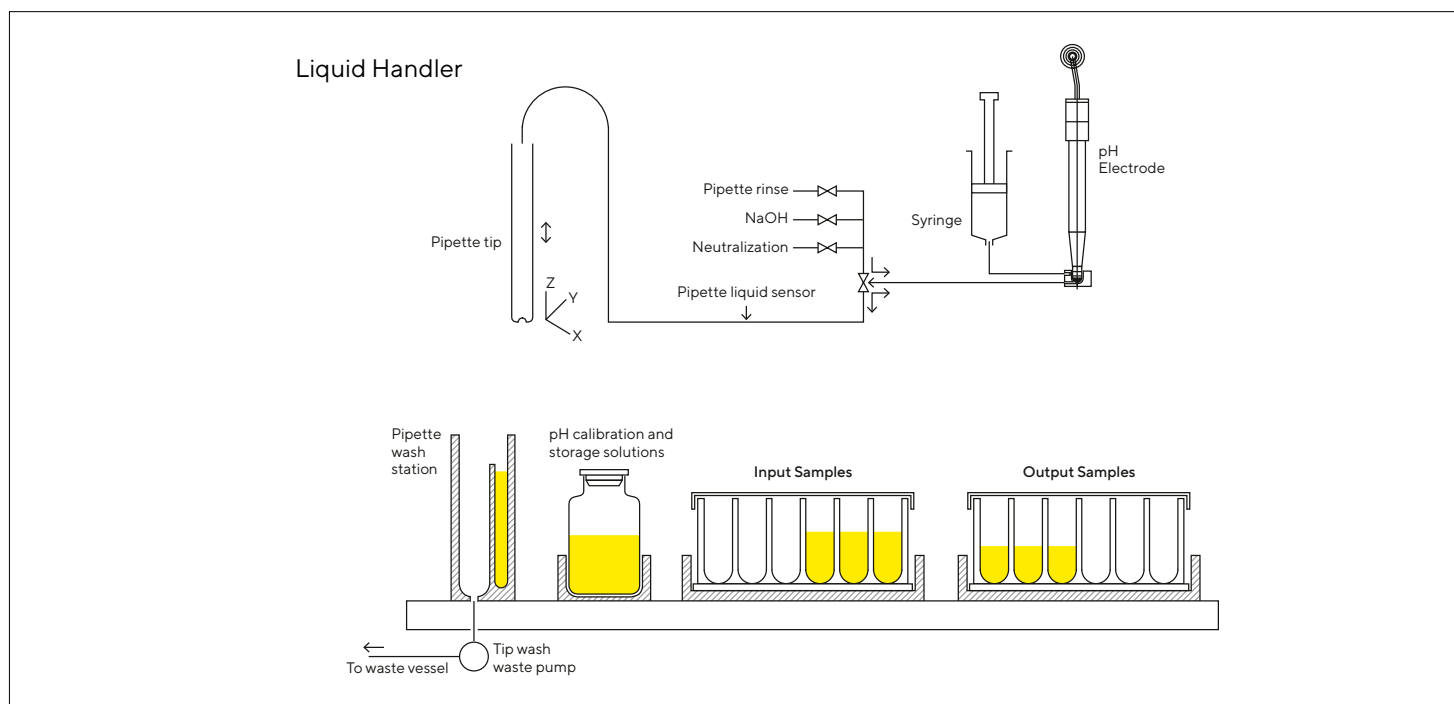 Liquid Handler
Pipette tip
Z
Y
X
Pipette rinse
NaOH
Neutralization
Pipette liquid sensor
Syringe
pH
Electrode
Pipette
wash
station
pH calibration and
storage solutions
Input Samples
Output Samples
To waste vessel
Tip wash
waste pump